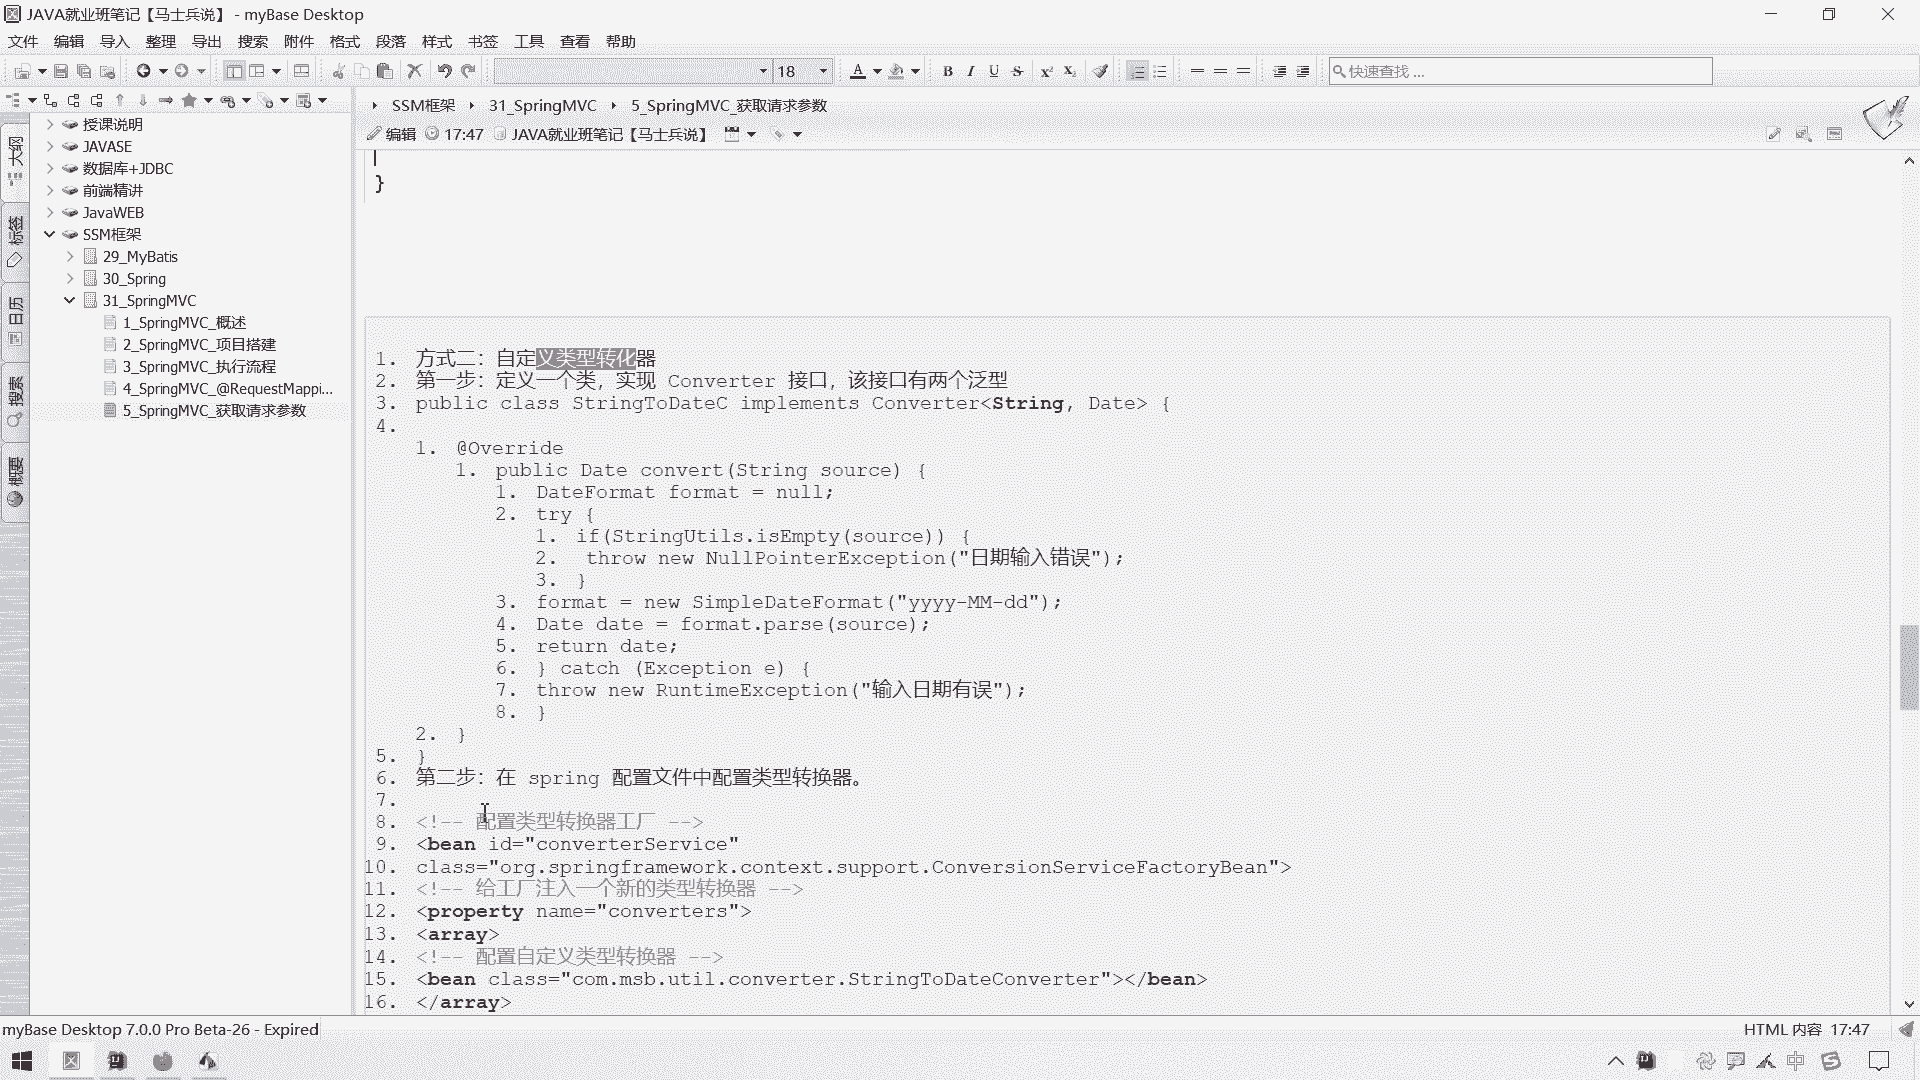 JAVA就业班笔记【马士兵说】 - myBase Desktop
文件 编辑 导入 整理 导出 搜索 附件 格式 段落 样式 书签 工具 查看 帮助
18
快速查找 ...
SSM框架 31_SpringMVC 5_SpringMVC_获取请求参数
编辑 17:47 JAVA就业班笔记【马士兵说】
大纲
标签
日历
搜索
概要
授课说明
JAVASE
数据库+JDBC
前端精讲
JavaWEB
SSM框架
29_MyBatis
30_Spring
31_SpringMVC
1_SpringMVC_概述
2_SpringMVC_项目搭建
3_SpringMVC_执行流程
4_SpringMVC_@RequestMappi...
5_SpringMVC_获取请求参数
}
1. 方式二：自定义类型转化器
2. 第一步：定义一个类，实现 Converter 接口，该接口有两个泛型
3. public class StringToDateC implements Converter<String, Date> {
4.
1. @Override
1. public Date convert(String source) {
1. DateFormat format = null;
2. try {
1. if(StringUtils.isEmpty(source)) {
2. throw new NullPointerException("日期输入错误");
3. }
3. format = new SimpleDateFormat("yyyy-MM-dd");
4. Date date = format.parse(source);
5. return date;
6. } catch (Exception e) {
7. throw new RuntimeException("输入日期有误");
8. }
2. }
5. }
6. 第二步：在 spring 配置文件中配置类型转换器。
7.
8. <!-- 配置类型转换器工厂 -->
9. <bean id="converterService"
10. class="org.springframework.context.support.ConversionServiceFactoryBean">
11. <!-- 给工厂注入一个新的类型转换器 -->
12. <property name="converters">
13. <array>
14. <!-- 配置自定义类型转换器 -->
15. <bean class="com.msb.util.converter.StringToDateConverter"></bean>
16. </array>
myBase Desktop 7.0.0 Pro Beta-26 - Expired
HTML 内容 17:47
中